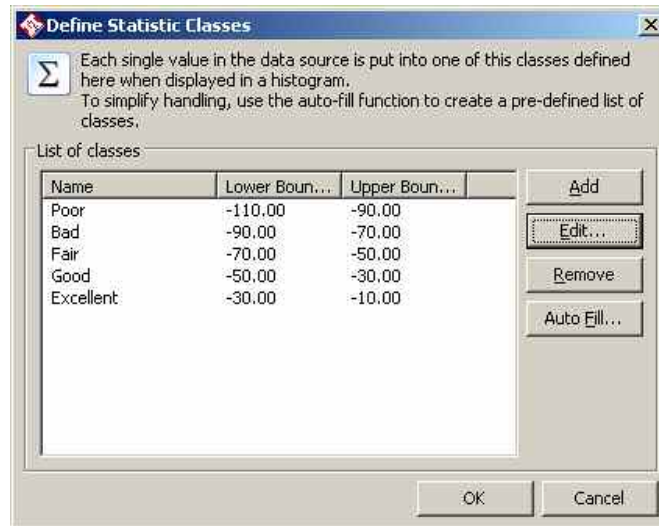 Define Statistic Classes
Σ
Each single value in the data source is put into one of this classes defined
here when displayed in a histogram.
To simplify handling, use the auto-fill function to create a pre-defined list of
classes.
List of classes
Name Lower Boun... Upper Boun...
Poor -110.00 -90.00
Bad -90.00 -70.00
Fair -70.00 -50.00
Good -50.00 -30.00
Excellent -30.00 -10.00
Add
Edit...
Remove
Auto Fill...
OK Cancel